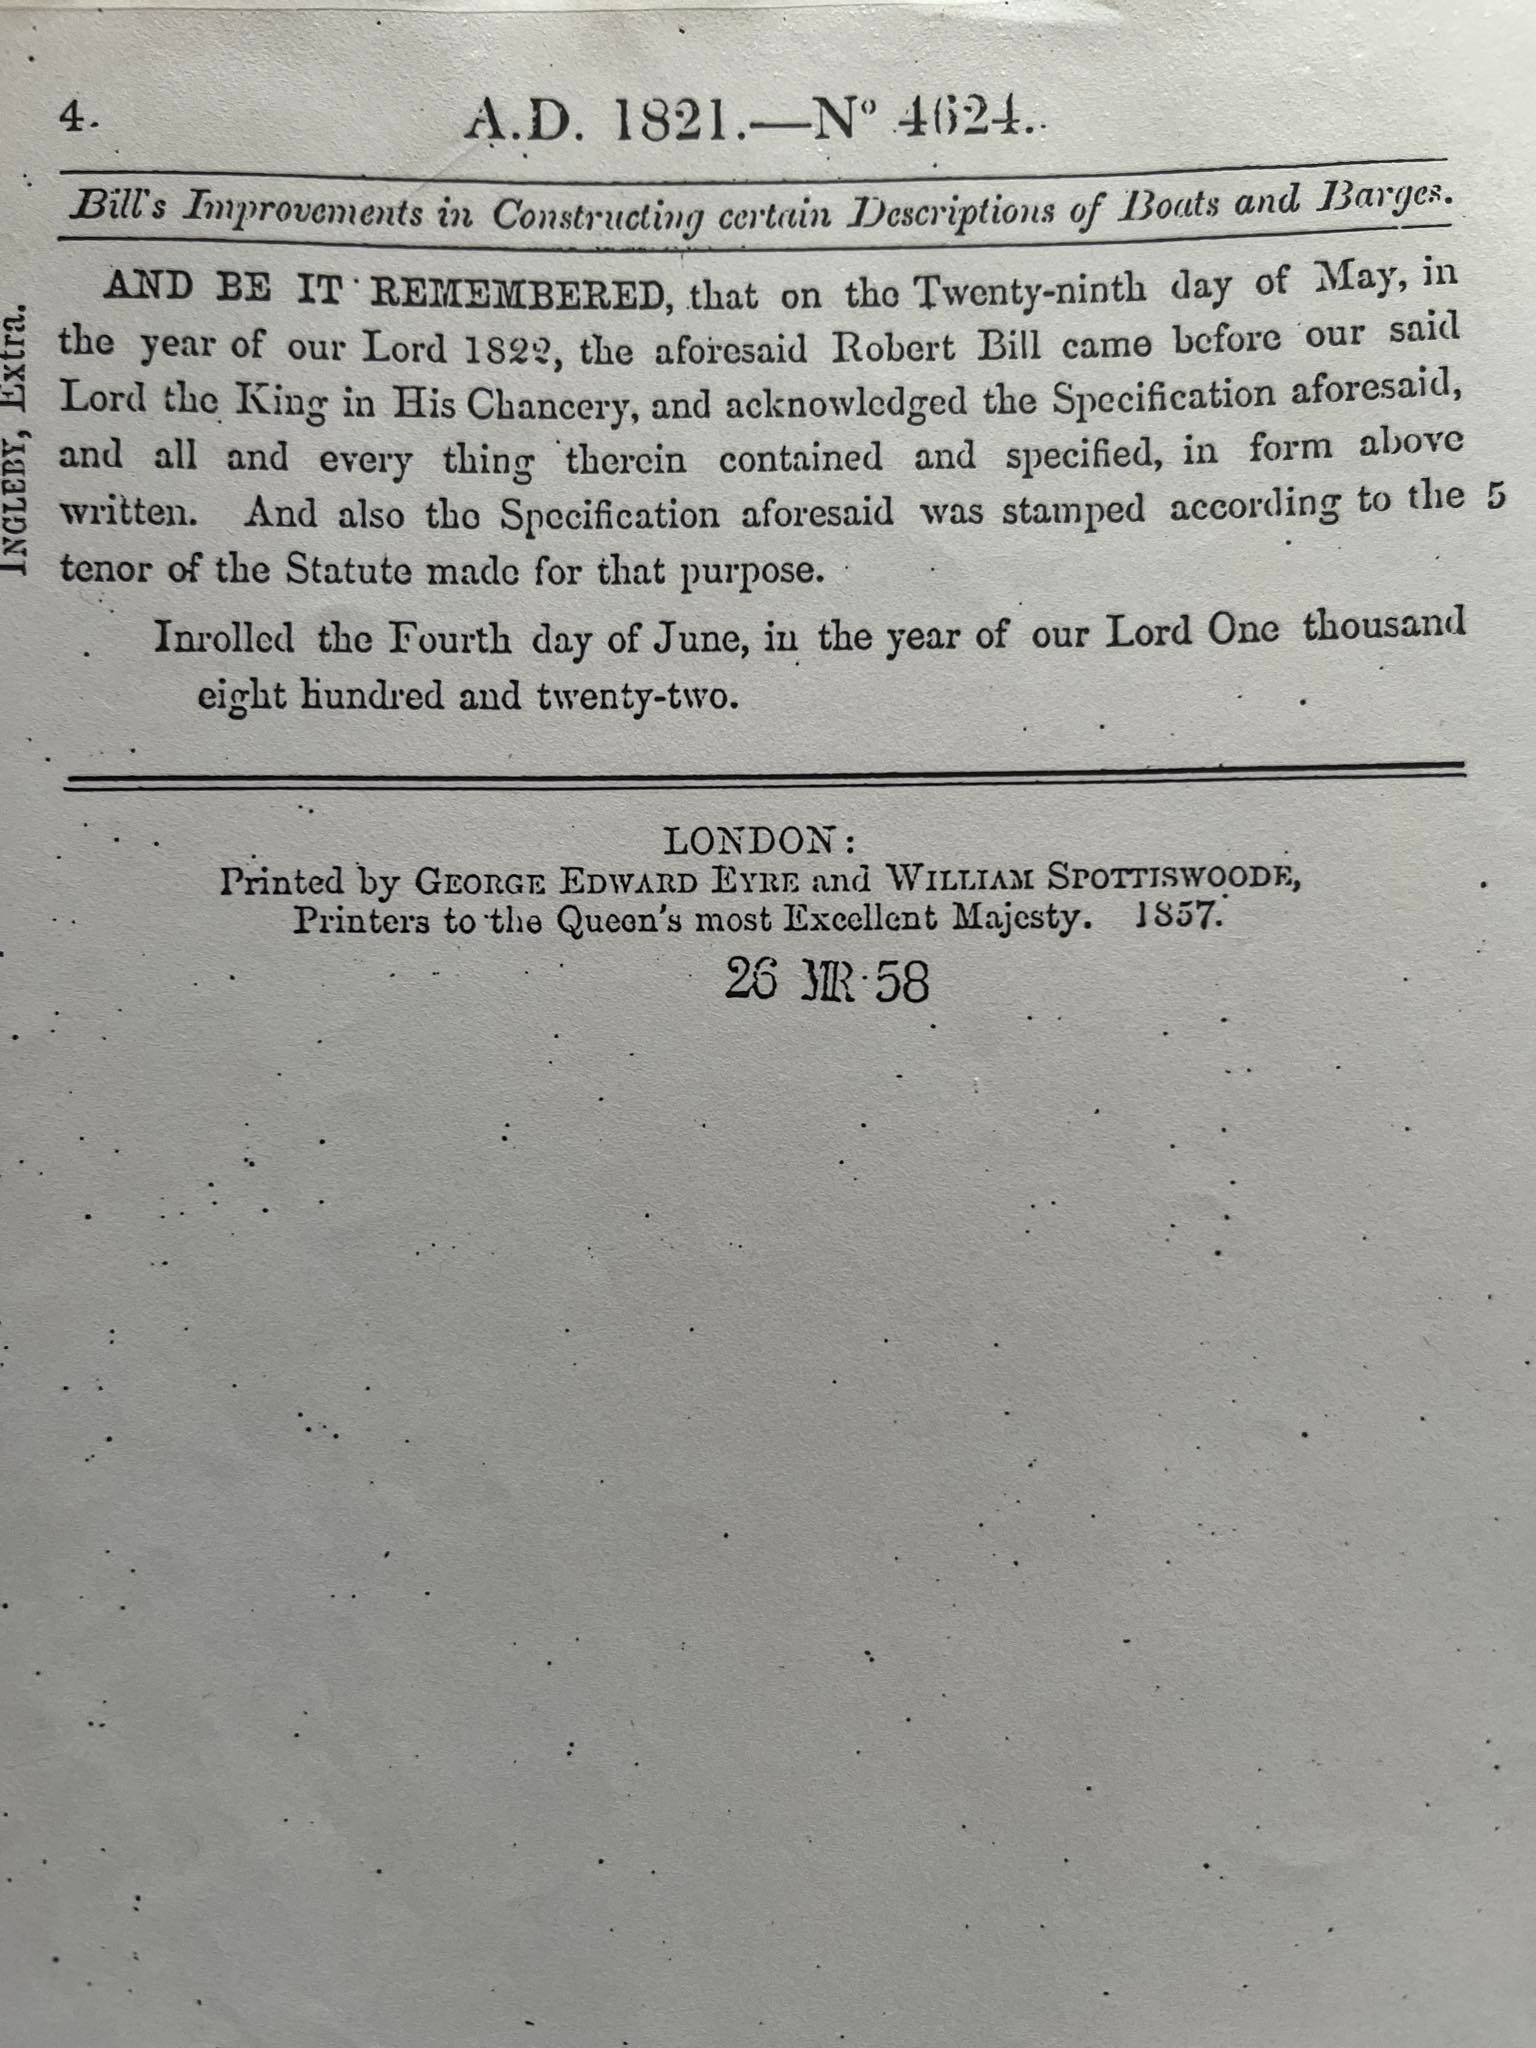 4.
A.D. 1821.—Nº 4624.
Bill's Improvements in Constructing certain Descriptions of Boats and Barges.
AND BE IT REMEMBERED, that on the Twenty-ninth day of May, in
the year of our Lord 1822, the aforesaid Robert Bill came before our said
Lord the King in His Chancery, and acknowledged the Specification aforesaid,
and all and every thing therein contained and specified, in form above
written. And also the Specification aforesaid was stamped according to the 5
tenor of the Statute made for that purpose.
Inrolled the Fourth day of June, in the year of our Lord One thousand
eight hundred and twenty-two.
INGLEBY, Extra.
LONDON:
Printed by GEORGE EDWARD EYRE and WILLIAM SPOTTISWOODE,
Printers to the Queen's most Excellent Majesty. 1857.
26 MR 58